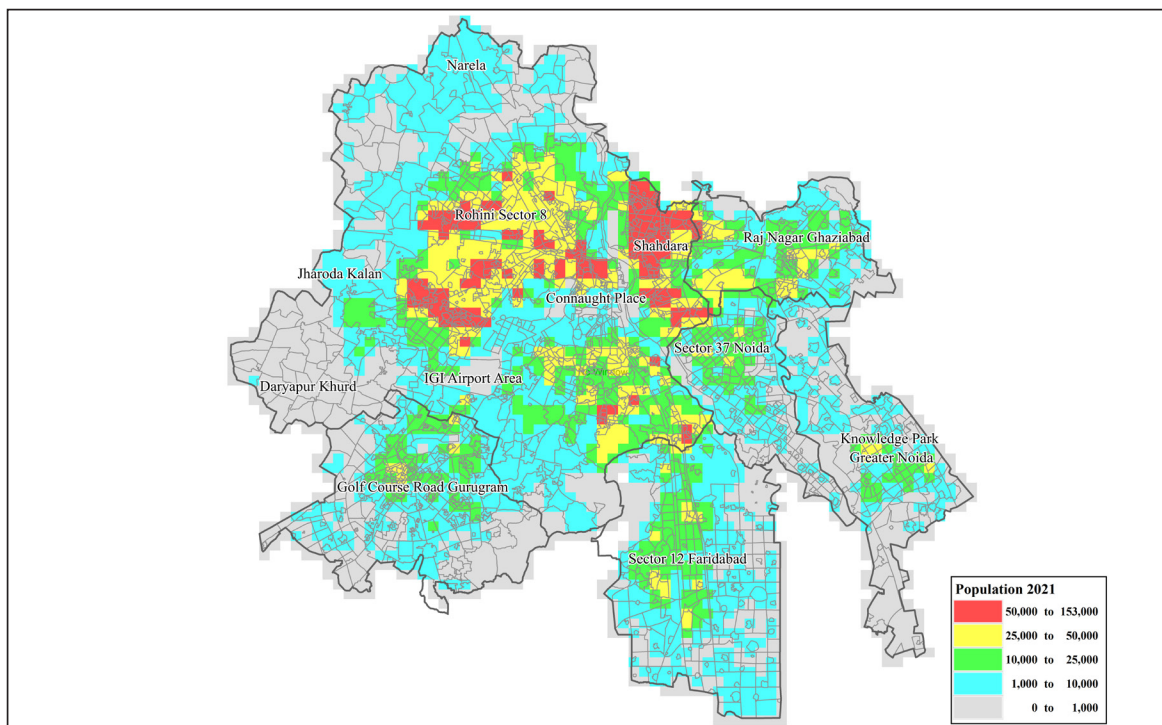 Narela
Rohini Sector 8
Shahdara
Raj Nagar Ghaziabad
Jharoda Kalan
Connaught Place
Sector 37 Noida
IGI Airport Area
Daryapur Khurd
Knowledge Park
Greater Noida
Golf Course Road Gurugram
Sector 12 Faridabad
Population 2021
50,000 to 153,000
25,000 to 50,000
10,000 to 25,000
1,000 to 10,000
0 to 1,000